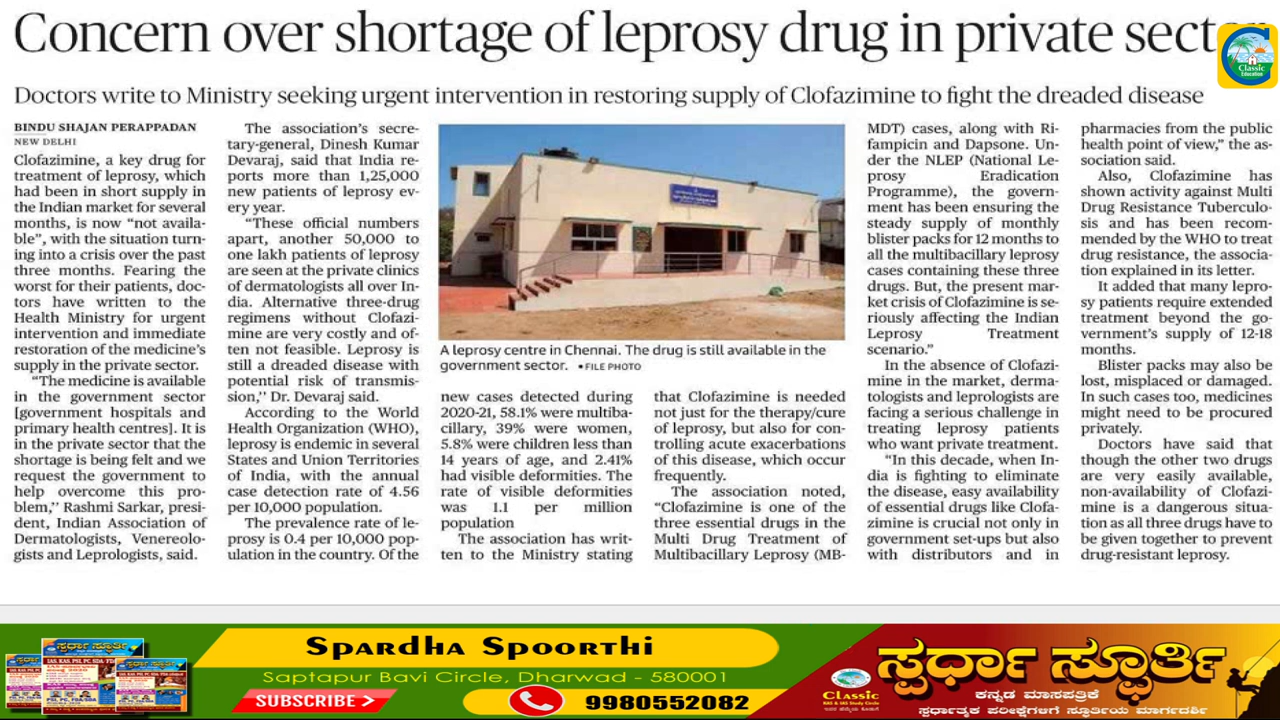 Concern over shortage of leprosy drug in private sector
Classic
Education
Doctors write to Ministry seeking urgent intervention in restoring supply of Clofazimine to fight the dreaded disease
BINDU SHAJAN PERAPPADAN
NEW DELHI
Clofazimine, a key drug for
treatment of leprosy, which
had been in short supply in
the Indian market for several
months, is now “not availa-
ble”, with the situation turn-
ing into a crisis over the past
three months. Fearing the
worst for their patients, doc-
tors have written to the
Health Ministry for urgent
intervention and immediate
restoration of the medicine’s
supply in the private sector.
“The medicine is available
in the government sector
[government hospitals and
primary health centres]. It is
in the private sector that the
shortage is being felt and we
request the government to
help overcome this pro-
blem,’’ Rashmi Sarkar, presi-
dent, Indian Association of
Dermatologists, Venereolo-
gists and Leprologists, said.
The association’s secre-
tary-general, Dinesh Kumar
Devaraj, said that India re-
ports more than 1,25,000
new patients of leprosy ev-
ery year.
“These official numbers
apart, another 50,000 to
one lakh patients of leprosy
are seen at the private clinics
of dermatologists all over In-
dia. Alternative three-drug
regimens without Clofazi-
mine are very costly and of-
ten not feasible. Leprosy is
still a dreaded disease with
potential risk of transmis-
sion,’’ Dr. Devaraj said.
According to the World
Health Organization (WHO),
leprosy is endemic in several
States and Union Territories
of India, with the annual
case detection rate of 4.56
per 10,000 population.
The prevalence rate of le-
prosy is 0.4 per 10,000 pop-
ulation in the country. Of the
A leprosy centre in Chennai. The drug is still available in the
government sector. •FILE PHOTO
new cases detected during
2020-21, 58.1% were multiba-
cillary, 39% were women,
5.8% were children less than
14 years of age, and 2.41%
had visible deformities. The
rate of visible deformities
was 1.1 per million
population
The association has writ-
ten to the Ministry stating
that Clofazimine is needed
not just for the therapy/cure
of leprosy, but also for con-
trolling acute exacerbations
of this disease, which occur
frequently.
The association noted,
“Clofazimine is one of the
three essential drugs in the
Multi Drug Treatment of
Multibacillary Leprosy (MB-
MDT) cases, along with Ri-
fampicin and Dapsone. Un-
der the NLEP (National Le-
prosy Eradication
Programme), the govern-
ment has been ensuring the
steady supply of monthly
blister packs for 12 months to
all the multibacillary leprosy
cases containing these three
drugs. But, the present mar-
ket crisis of Clofazimine is se-
riously affecting the Indian
Leprosy Treatment
scenario.”
In the absence of Clofazi-
mine in the market, derma-
tologists and leprologists are
facing a serious challenge in
treating leprosy patients
who want private treatment.
“In this decade, when In-
dia is fighting to eliminate
the disease, easy availability
of essential drugs like Clofa-
zimine is crucial not only in
government set-ups but also
with distributors and in
pharmacies from the public
health point of view,” the as-
sociation said.
Also, Clofazimine has
shown activity against Multi
Drug Resistance Tuberculo-
sis and has been recom-
mended by the WHO to treat
drug resistance, the associa-
tion explained in its letter.
It added that many lepro-
sy patients require extended
treatment beyond the go-
vernment’s supply of 12-18
months.
Blister packs may also be
lost, misplaced or damaged.
In such cases too, medicines
might need to be procured
privately.
Doctors have said that
though the other two drugs
are very easily available,
non-availability of Clofazi-
mine is a dangerous situa-
tion as all three drugs have to
be given together to prevent
drug-resistant leprosy.
Spardha Spoorthi
Saptapur Bavi Circle, Dharwad - 580001
SUBSCRIBE >
9980552082
Classic
KAS & IAS Study Circle
ಸ್ಪರ್ಧಾ ಸ್ಫೂರ್ತಿ
ಕನ್ನಡ ಮಾಸಪತ್ರಿಕೆ
ಸ್ಪರ್ಧಾತ್ಮಕ ಪರೀಕ್ಷೆಗಳಿಗೆ ಸ್ಫೂರ್ತಿಯ ಮಾರ್ಗದರ್ಶಿ